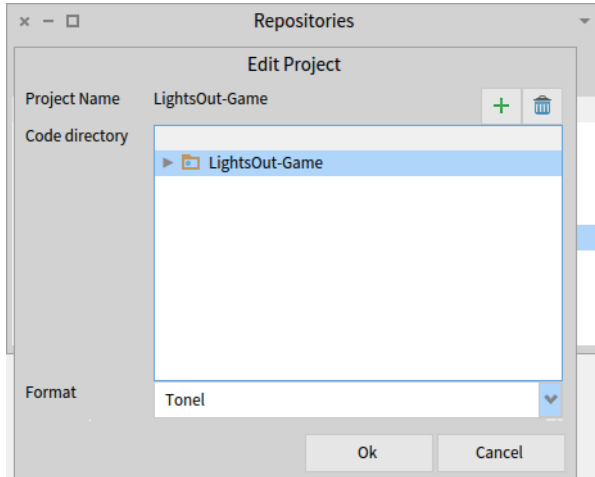 Repositories
Edit Project
Project Name LightsOut-Game
Code directory
LightsOut-Game
Format Tonel
Ok Cancel